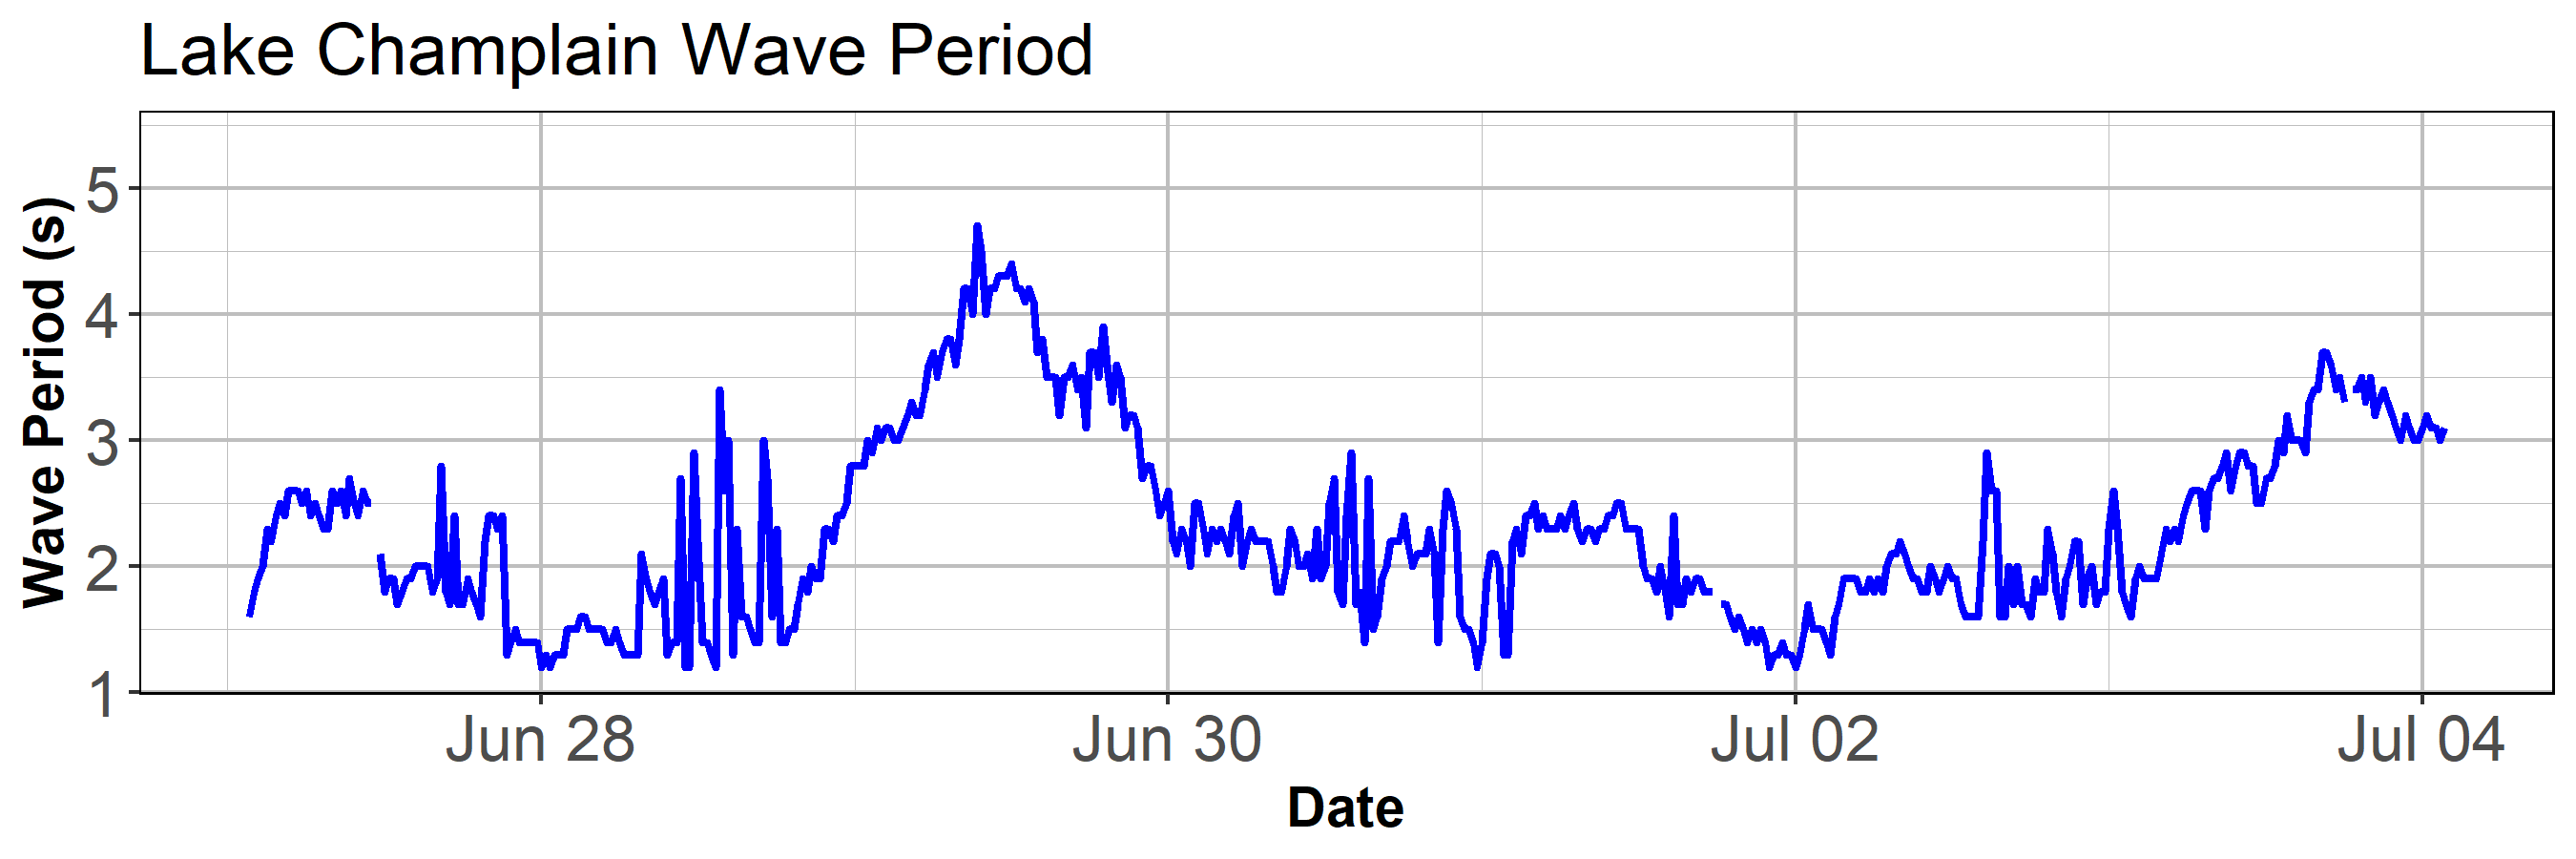 Lake Champlain Wave Period
Wave Period (s)
5
4
3
2
1
Jun 28
Jun 30
Jul 02
Jul 04
Date